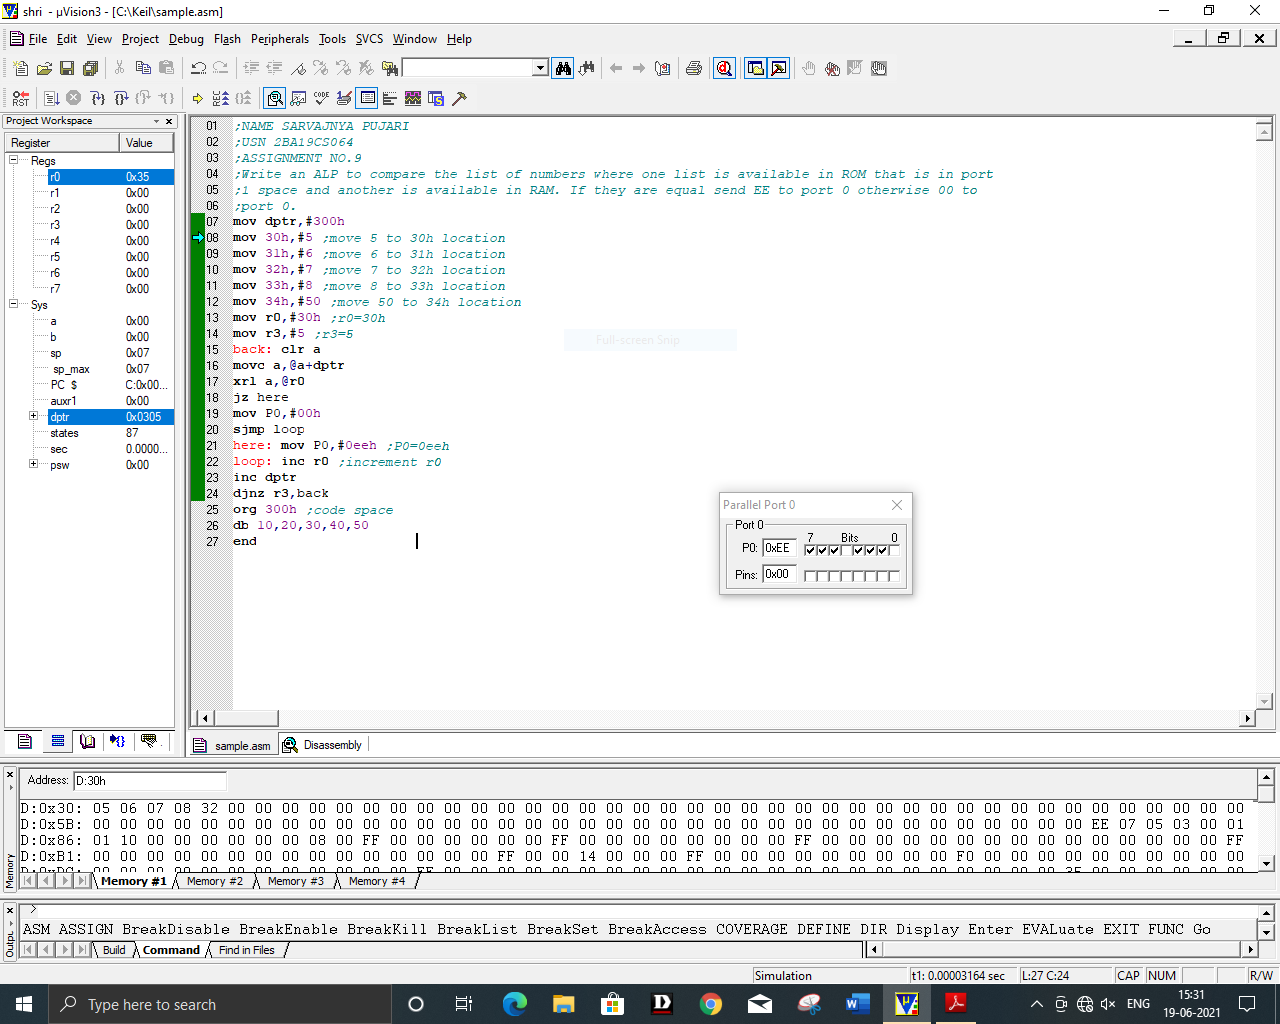 shri - µVision3 - [C:\Keil\sample.asm]
File Edit View Project Debug Flash Peripherals Tools SVCS Window Help
RST
CODE
Project Workspace
Register Value
Regs
r0 0x35
r1 0x00
r2 0x00
r3 0x00
r4 0x00
r5 0x00
r6 0x00
r7 0x00
Sys
a 0x00
b 0x00
sp 0x07
sp_max 0x07
PC $ C:0x00...
auxr1 0x00
dptr 0x0305
states 87
sec 0.0000...
psw 0x00
01 ;NAME SARVAJNYA PUJARI
02 ;USN 2BA19CS064
03 ;ASSIGNMENT NO.9
04 ;Write an ALP to compare the list of numbers where one list is available in ROM that is in port
05 ;1 space and another is available in RAM. If they are equal send EE to port 0 otherwise 00 to
06 ;port 0.
07 mov dptr,#300h
08 mov 30h,#5 ;move 5 to 30h location
09 mov 31h,#6 ;move 6 to 31h location
10 mov 32h,#7 ;move 7 to 32h location
11 mov 33h,#8 ;move 8 to 33h location
12 mov 34h,#50 ;move 50 to 34h location
13 mov r0,#30h ;r0=30h
14 mov r3,#5 ;r3=5
15 back: clr a
16 movc a,@a+dptr
17 xrl a,@r0
18 jz here
19 mov P0,#00h
20 sjmp loop
21 here: mov P0,#0eeh ;P0=0eeh
22 loop: inc r0 ;increment r0
23 inc dptr
24 djnz r3,back
25 org 300h ;code space
26 db 10,20,30,40,50
27 end
Full-screen Snip
Parallel Port 0
Port 0
7 Bits 0
P0: 0xEE
Pins: 0x00
sample.asm Disassembly
Address: D:30h
D:0x30: 05 06 07 08 32 00 00 00 00 00 00 00 00 00 00 00 00 00 00 00 00 00 00 00 00 00 00 00 00 00 00 00 00 00 00 00 00 00 00 00 00 00 00
D:0x5B: 00 00 00 00 00 00 00 00 00 00 00 00 00 00 00 00 00 00 00 00 00 00 00 00 00 00 00 00 00 00 00 00 00 00 00 00 00 EE 07 05 03 00 01
D:0x86: 01 10 00 00 00 00 00 00 08 00 FF 00 00 00 00 00 00 FF 00 00 00 00 00 00 00 00 FF 00 00 00 00 00 00 00 00 00 00 00 00 00 00 00 FF
D:0xB1: 00 00 00 00 00 00 00 00 00 00 00 00 00 00 00 FF 00 00 14 00 00 00 FF 00 00 00 00 00 00 00 00 00 F0 00 00 00 00 00 00 00 00 00 00
Memory
Memory #1 Memory #2 Memory #3 Memory #4
>
ASM ASSIGN BreakDisable BreakEnable BreakKill BreakList BreakSet BreakAccess COVERAGE DEFINE DIR Display Enter EVALuate EXIT FUNC Go
Build Command Find in Files
Simulation t1: 0.00003164 sec L:27 C:24 CAP NUM R/W
Type here to search
ENG
15:31
19-06-2021